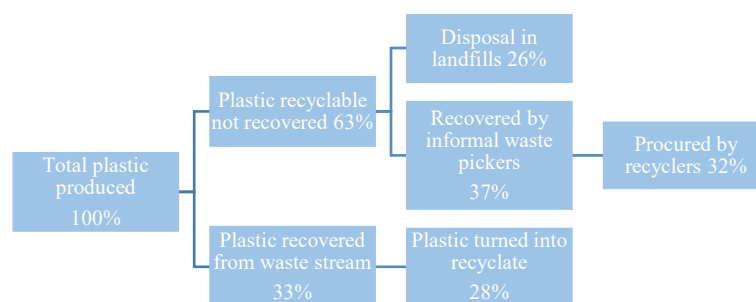 Total plastic
produced
100%
Plastic recyclable
not recovered 63%
Disposal in
landfills 26%
Recovered by
informal waste
pickers
37%
Procured by
recyclers 32%
Plastic recovered
from waste stream
33%
Plastic turned into
recyclate
28%